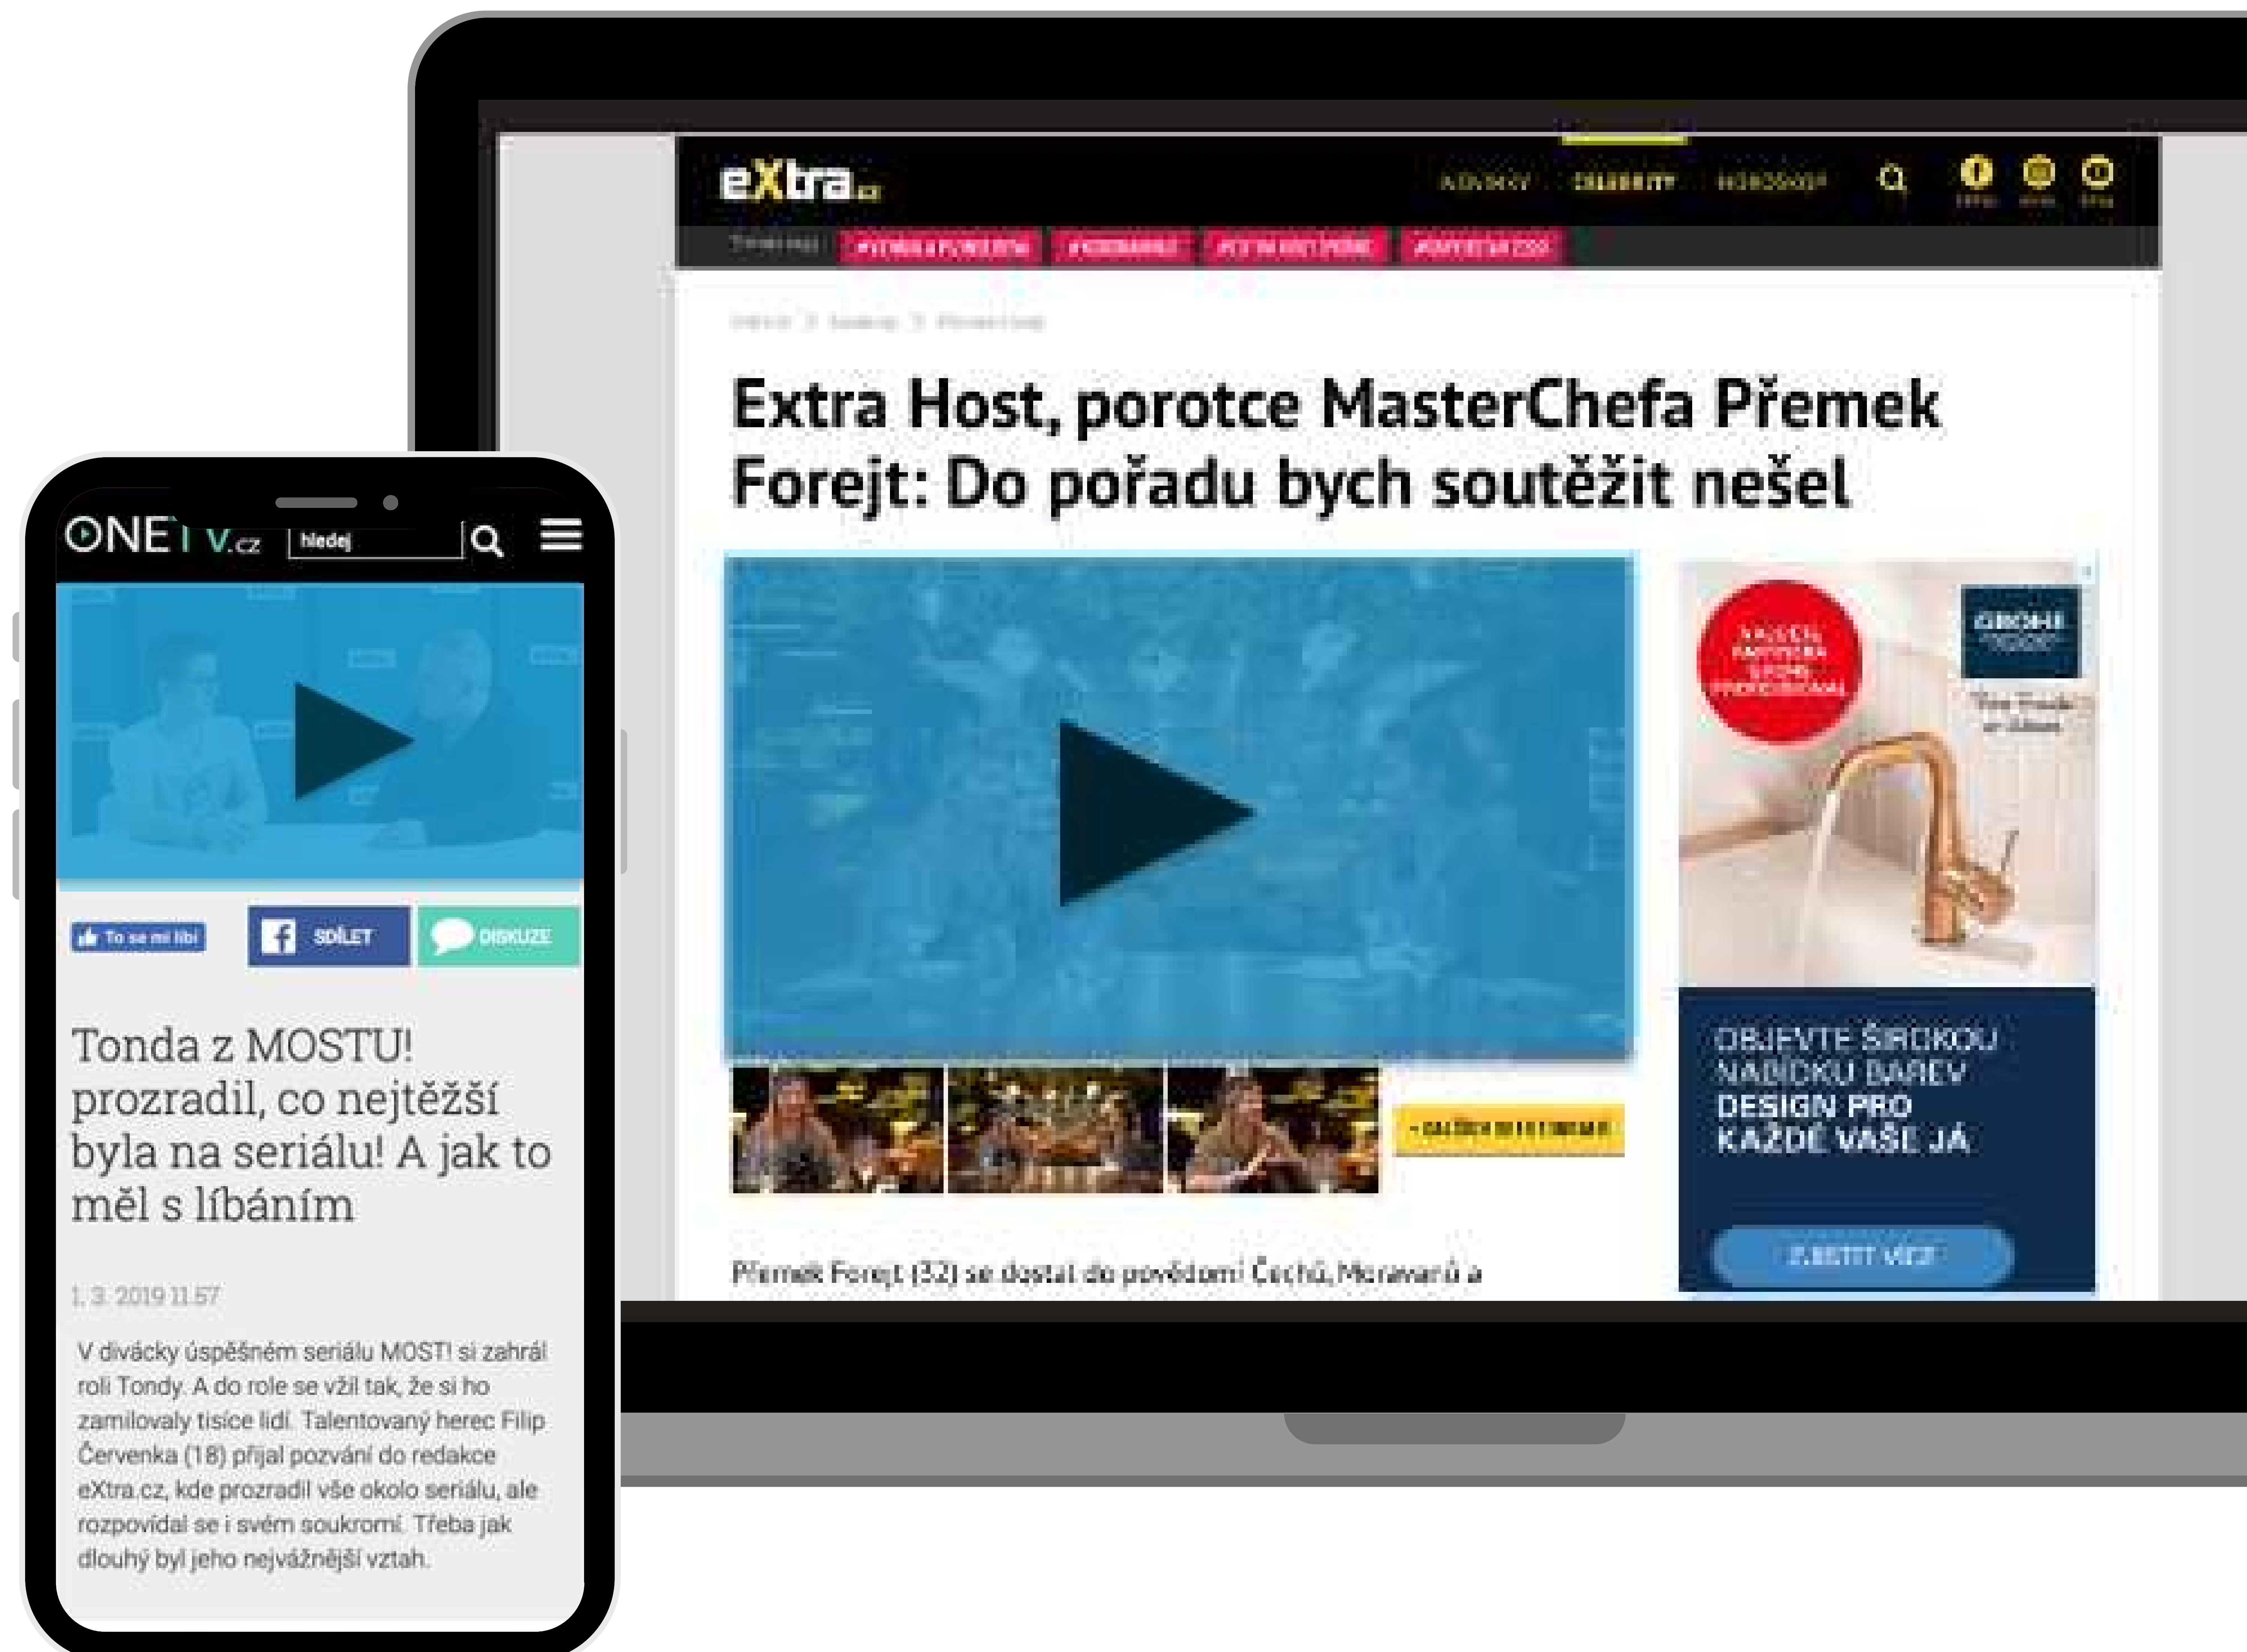 eXtra.cz
CELEBRITY
Extra Host, porotce MasterChefa Přemek
Forejt: Do pořadu bych soutěžit nešel
GROHE
OBJEVTE ŠIROKOU
NABÍDKU BAREV
DESIGN PRO
KAŽDÉ VAŠE JÁ
ZJISTIT VÍCE
Přemek Forejt (32) se dostal do povědomí Čechů, Moravanů a
ONETV.cz
hledej
To se mi líbí
SDÍLET
DISKUZE
Tonda z MOSTU!
prozradil, co nejtěžší
byla na seriálu! A jak to
měl s líbáním
1. 3. 2019 11:57
V divácky úspěšném seriálu MOST! si zahrál
roli Tondy. A do role se vžil tak, že si ho
zamilovaly tisíce lidí. Talentovaný herec Filip
Červenka (18) přijal pozvání do redakce
eXtra.cz, kde prozradil vše okolo seriálu, ale
rozpovídal se i svém soukromí. Třeba jak
dlouhý byl jeho nejvážnější vztah.